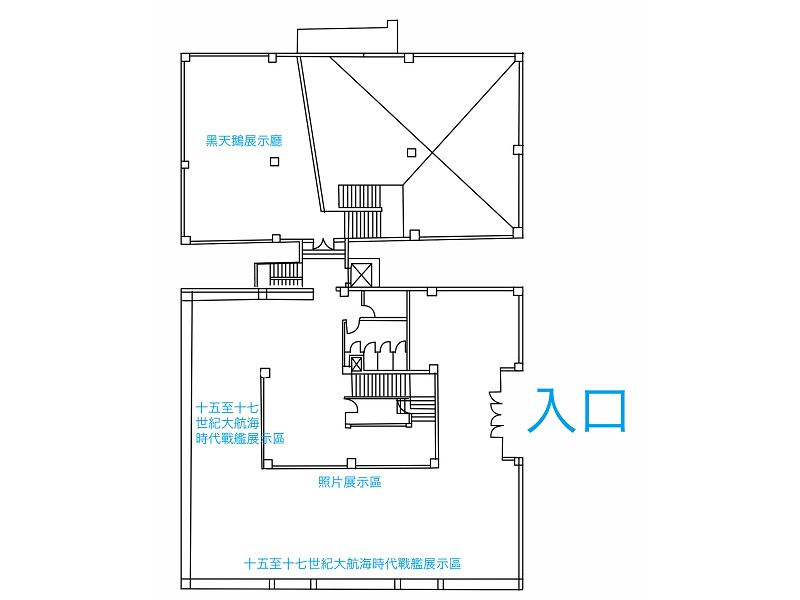 黑天鵝展示廳
入口
十五至十七
世紀大航海
時代戰艦展示區
照片展示區
十五至十七世紀大航海時代戰艦展示區